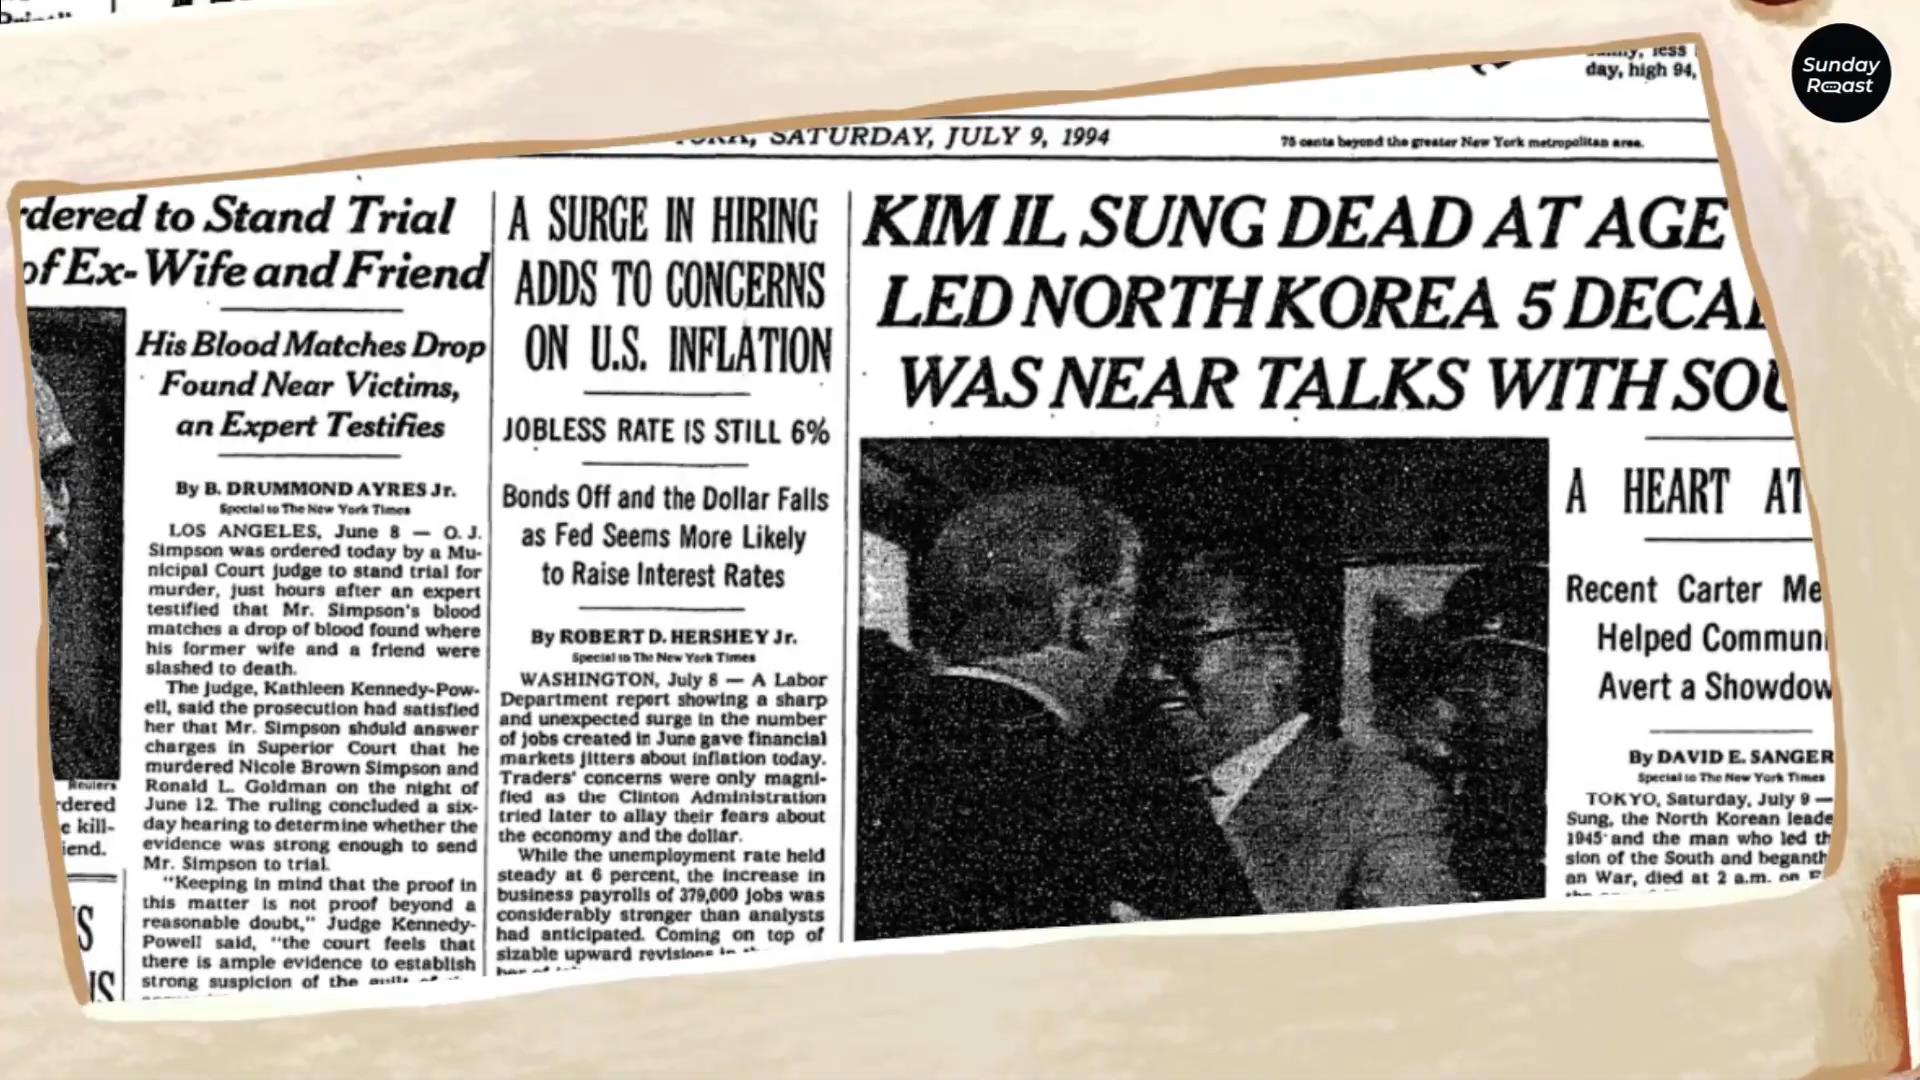 Sunday
Roast
day, high 94,
SATURDAY, JULY 9, 1994
75 cents beyond the greater New York metropolitan area.
rdered to Stand Trial
of Ex-Wife and Friend
His Blood Matches Drop
Found Near Victims,
an Expert Testifies
By B. DRUMMOND AYRES Jr.
Special to The New York Times
LOS ANGELES, June 8 — O. J.
Simpson was ordered today by a Mu-
nicipal Court judge to stand trial for
murder, just hours after an expert
testified that Mr. Simpson's blood
matches a drop of blood found where
his former wife and a friend were
slashed to death.
The judge, Kathleen Kennedy-Pow-
ell, said the prosecution had satisfied
her that Mr. Simpson should answer
charges in Superior Court that he
murdered Nicole Brown Simpson and
Ronald L. Goldman on the night of
June 12. The ruling concluded a six-
day hearing to determine whether the
evidence was strong enough to send
Mr. Simpson to trial.
"Keeping in mind that the proof in
this matter is not proof beyond a
reasonable doubt," Judge Kennedy-
Powell said, "the court feels that
there is ample evidence to establish
strong suspicion of the
Reuters
rdered
e kill-
iend.
A SURGE IN HIRING
ADDS TO CONCERNS
ON U.S. INFLATION
JOBLESS RATE IS STILL 6%
Bonds Off and the Dollar Falls
as Fed Seems More Likely
to Raise Interest Rates
By ROBERT D. HERSHEY Jr.
Special to The New York Times
WASHINGTON, July 8 — A Labor
Department report showing a sharp
and unexpected surge in the number
of jobs created in June gave financial
markets jitters about inflation today.
Traders' concerns were only magni-
fied as the Clinton Administration
tried later to allay their fears about
the economy and the dollar.
While the unemployment rate held
steady at 6 percent, the increase in
business payrolls of 379,000 jobs was
considerably stronger than analysts
had anticipated. Coming on top of
sizable upward revisions in
KIM IL SUNG DEAD AT AGE
LED NORTH KOREA 5 DECA
WAS NEAR TALKS WITH SOU
A HEART AT
Recent Carter Me
Helped Commun
Avert a Showdow
By DAVID E. SANGER
Special to The New York Times
TOKYO, Saturday, July 9 —
Sung, the North Korean leade
1945 and the man who led th
sion of the South and began th
an War, died at 2 a.m. on